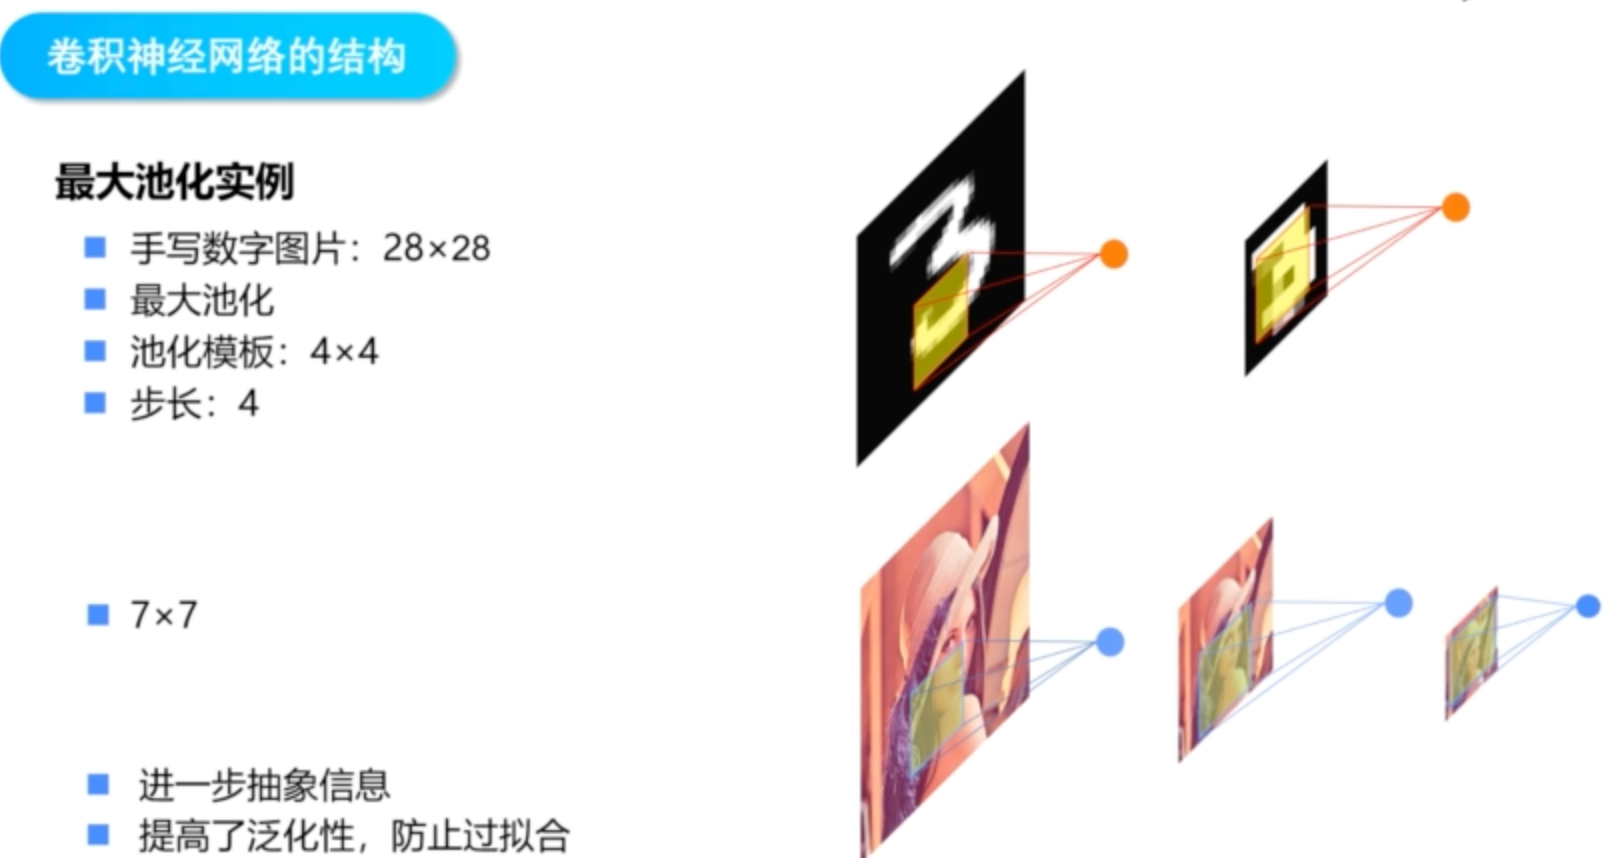 卷积神经网络的结构
最大池化实例
手写数字图片：28×28
最大池化
池化模板：4×4
步长：4
7×7
进一步抽象信息
提高了泛化性，防止过拟合